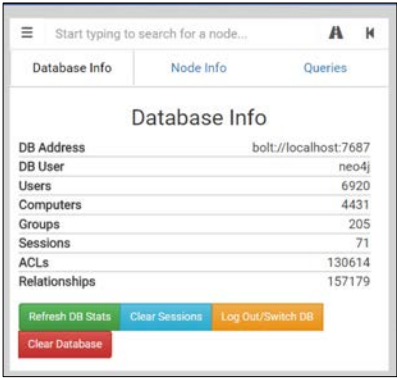 Start typing to search for a node...
Database Info Node Info Queries
Database Info
DB Address bolt://localhost:7687
DB User neo4j
Users 6920
Computers 4431
Groups 205
Sessions 71
ACLs 130614
Relationships 157179
Refresh DB Stats Clear Sessions Log Out/Switch DB
Clear Database